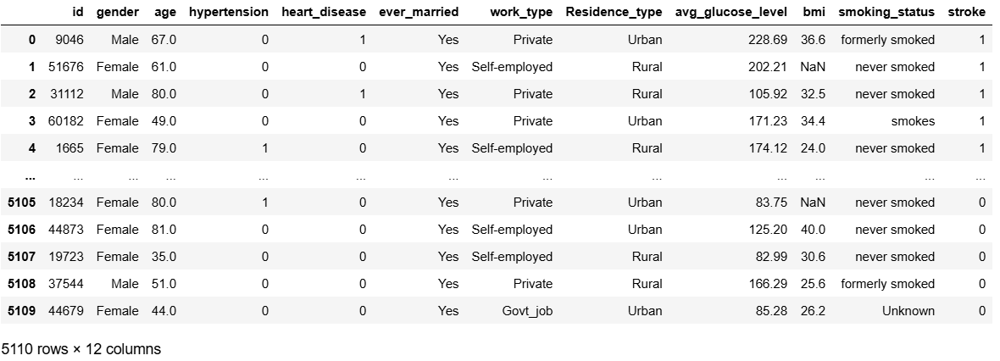 id gender age hypertension heart_disease ever_married work_type Residence_type avg_glucose_level bmi smoking_status stroke
0 9046 Male 67.0 0 1 Yes Private Urban 228.69 36.6 formerly smoked 1
1 51676 Female 61.0 0 0 Yes Self-employed Rural 202.21 NaN never smoked 1
2 31112 Male 80.0 0 1 Yes Private Rural 105.92 32.5 never smoked 1
3 60182 Female 49.0 0 0 Yes Private Urban 171.23 34.4 smokes 1
4 1665 Female 79.0 1 0 Yes Self-employed Rural 174.12 24.0 never smoked 1
... ... ... ... ... ... ... ... ... ... ... ... ...
5105 18234 Female 80.0 1 0 Yes Private Urban 83.75 NaN never smoked 0
5106 44873 Female 81.0 0 0 Yes Self-employed Urban 125.20 40.0 never smoked 0
5107 19723 Female 35.0 0 0 Yes Self-employed Rural 82.99 30.6 never smoked 0
5108 37544 Male 51.0 0 0 Yes Private Rural 166.29 25.6 formerly smoked 0
5109 44679 Female 44.0 0 0 Yes Govt_job Urban 85.28 26.2 Unknown 0
5110 rows × 12 columns